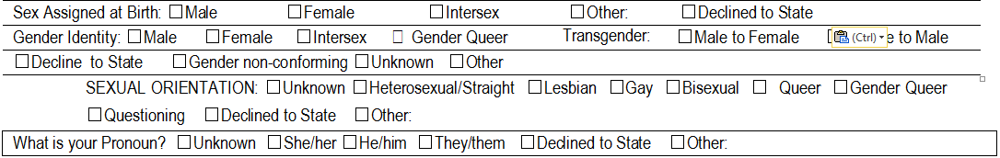 Sex Assigned at Birth: ☐Male ☐Female ☐Intersex ☐Other: ☐Declined to State
Gender Identity: ☐Male ☐Female ☐Intersex ☐ Gender Queer Transgender: ☐Male to Female (Ctrl) e to Male
☐Decline to State ☐Gender non-conforming ☐Unknown ☐Other
SEXUAL ORIENTATION: ☐Unknown ☐Heterosexual/Straight ☐Lesbian ☐Gay ☐Bisexual ☐ Queer ☐Gender Queer
☐Questioning ☐Declined to State ☐Other:
What is your Pronoun? ☐Unknown ☐She/her ☐He/him ☐They/them ☐Declined to State ☐Other: